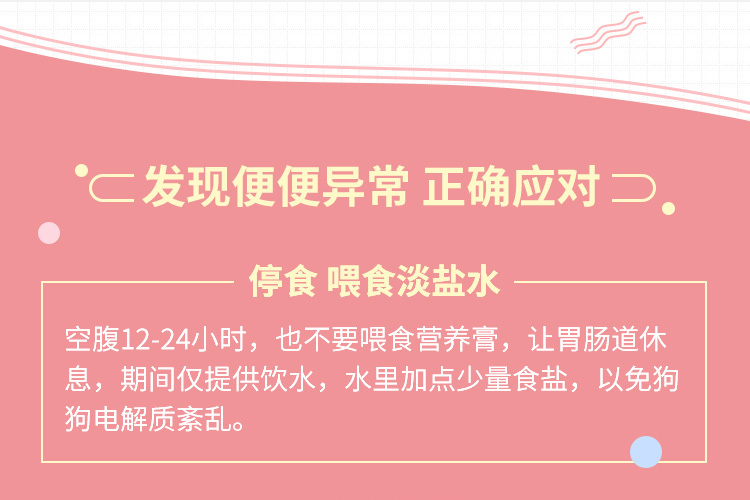 发现便便异常 正确应对
停食 喂食淡盐水
空腹12-24小时，也不要喂食营养膏，让胃肠道休
息，期间仅提供饮水，水里加点少量食盐，以免狗
狗电解质紊乱。